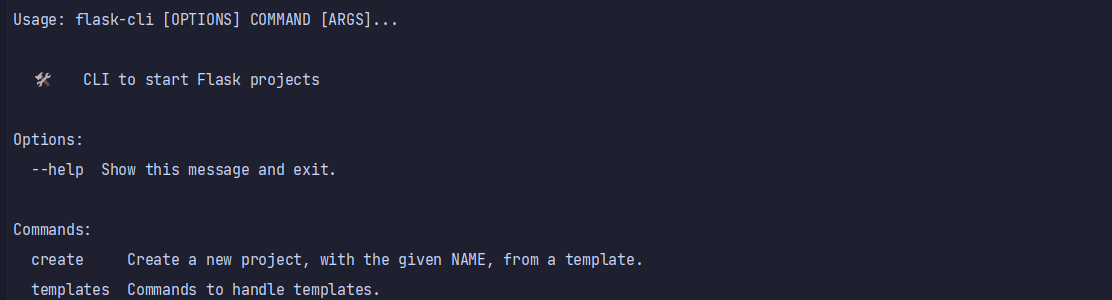 Usage: flask-cli [OPTIONS] COMMAND [ARGS]...
🛠 CLI to start Flask projects
Options:
--help Show this message and exit.
Commands:
create Create a new project, with the given NAME, from a template.
templates Commands to handle templates.